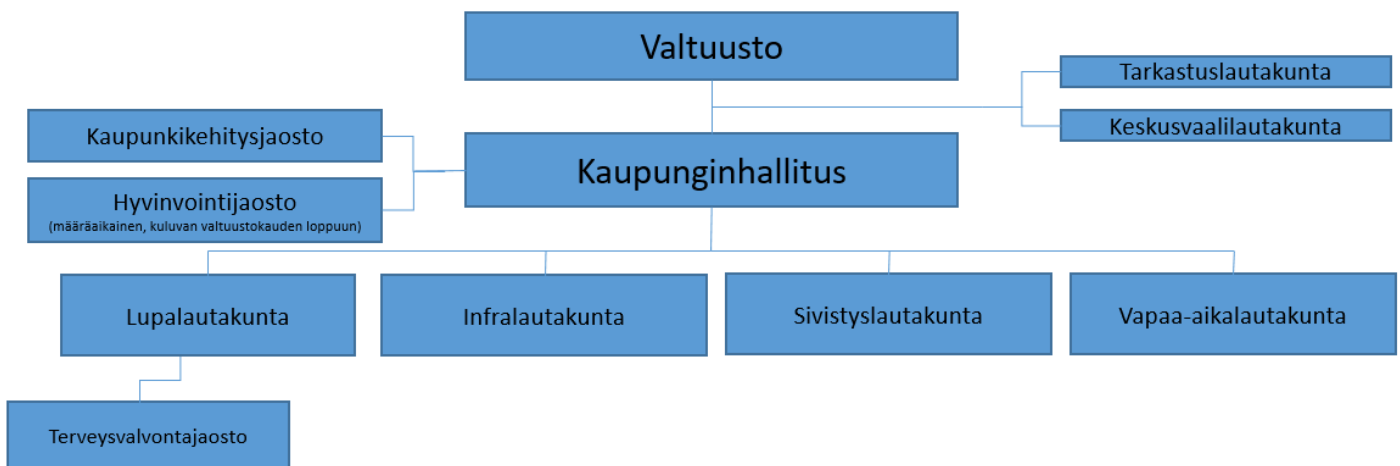 Valtuusto
Tarkastuslautakunta
Keskusvaalilautakunta
Kaupunkikehitysjaosto
Kaupunginhallitus
Hyvinvointijaosto
(määräaikainen, kuluvan valtuustokauden loppuun)
Lupalautakunta
Infralautakunta
Sivistyslautakunta
Vapaa-aikalautakunta
Terveysvalvontajaosto